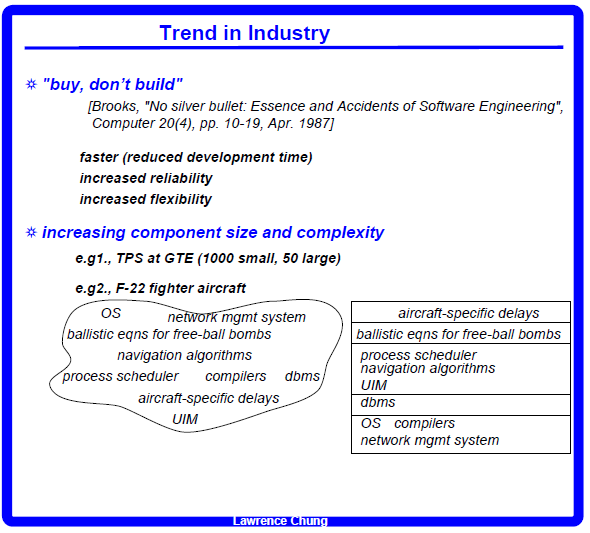 Trend in Industry
"buy, don't build"
[Brooks, "No silver bullet: Essence and Accidents of Software Engineering",
Computer 20(4), pp. 10-19, Apr. 1987]
faster (reduced development time)
increased reliability
increased flexibility
increasing component size and complexity
e.g1., TPS at GTE (1000 small, 50 large)
e.g2., F-22 fighter aircraft
OS network mgmt system
ballistic eqns for free-ball bombs
navigation algorithms
process scheduler compilers dbms
aircraft-specific delays
UIM
aircraft-specific delays
ballistic eqns for free-ball bombs
process scheduler
navigation algorithms
UIM
dbms
OS compilers
network mgmt system
Lawrence Chung